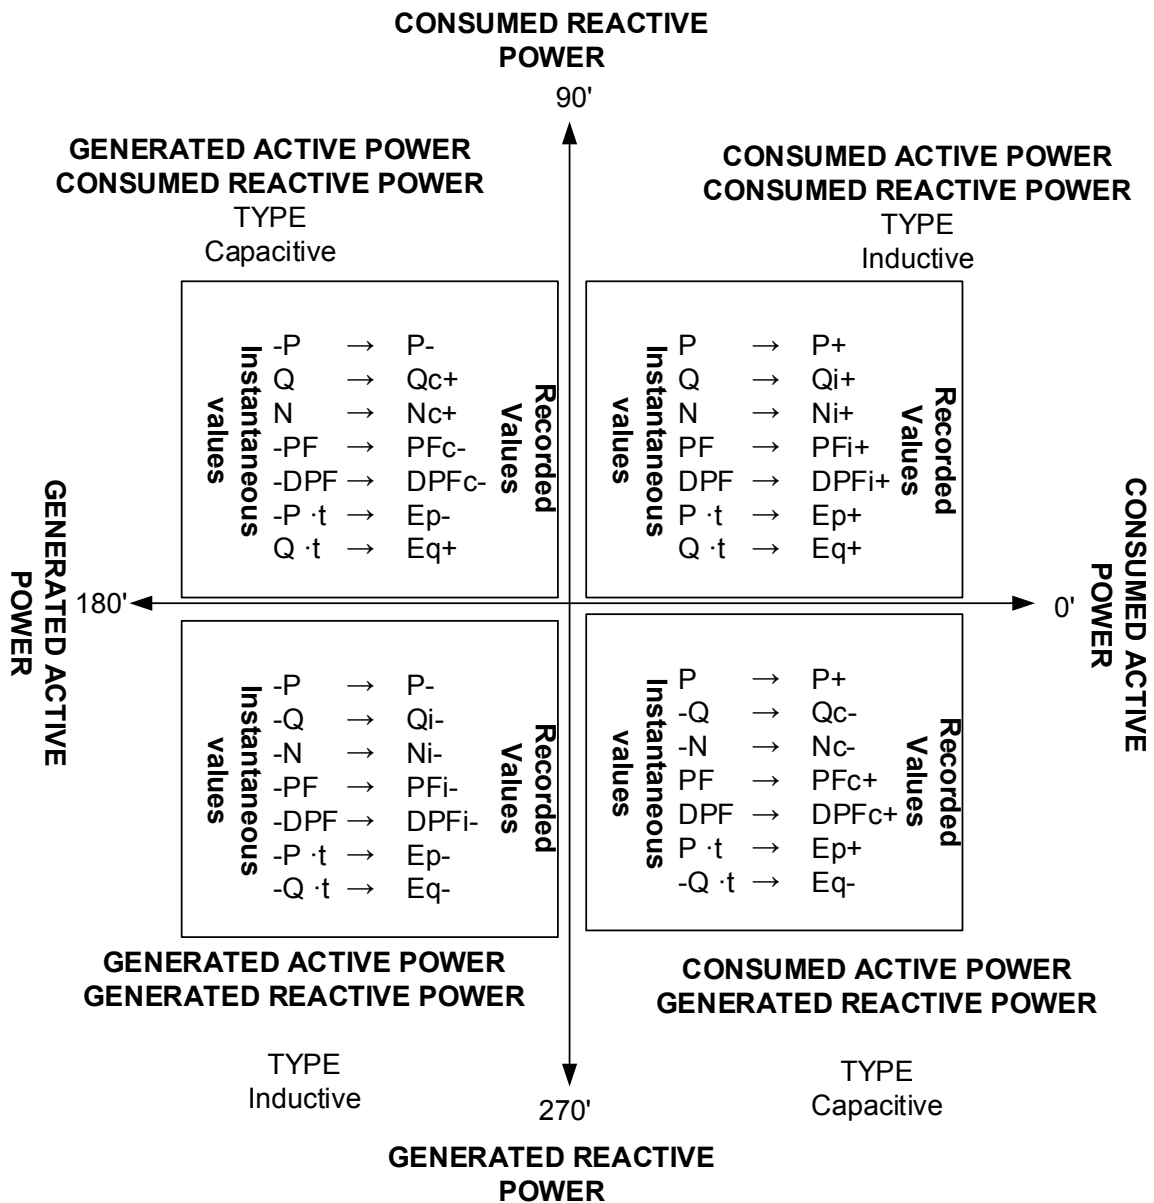 CONSUMED REACTIVE
POWER
90'
GENERATED ACTIVE POWER
CONSUMED REACTIVE POWER
TYPE
Capacitive
CONSUMED ACTIVE POWER
CONSUMED REACTIVE POWER
TYPE
Inductive
Instantaneous
values
-P → P-
Q → Qc+
N → Nc+
-PF → PFc-
-DPF → DPFc-
-P ·t → Ep-
Q ·t → Eq+
Recorded
Values
Instantaneous
values
P → P+
Q → Qi+
N → Ni+
PF → PFi+
DPF → DPFi+
P ·t → Ep+
Q ·t → Eq+
Recorded
Values
GENERATED ACTIVE
POWER
180'
0'
CONSUMED ACTIVE
POWER
Instantaneous
values
-P → P-
-Q → Qi-
-N → Ni-
-PF → PFi-
-DPF → DPFi-
-P ·t → Ep-
-Q ·t → Eq-
Recorded
Values
Instantaneous
values
P → P+
-Q → Qc-
-N → Nc-
PF → PFc+
DPF → DPFc+
P ·t → Ep+
-Q ·t → Eq-
Recorded
Values
GENERATED ACTIVE POWER
GENERATED REACTIVE POWER
TYPE
Inductive
CONSUMED ACTIVE POWER
GENERATED REACTIVE POWER
TYPE
Capacitive
270'
GENERATED REACTIVE
POWER